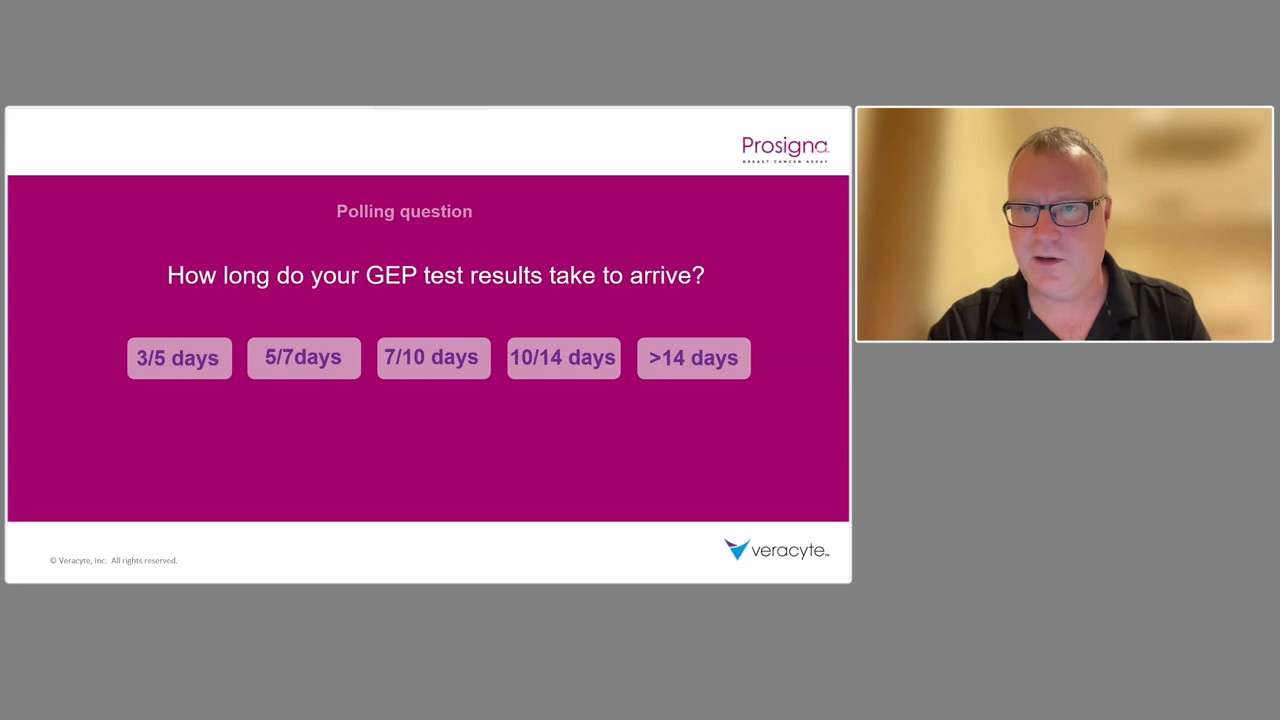 Prosigna
BREAST CANCER ASSAY
Polling question
How long do your GEP test results take to arrive?
3/5 days
5/7days
7/10 days
10/14 days
>14 days
© Veracyte, Inc. All rights reserved.
veracyte™